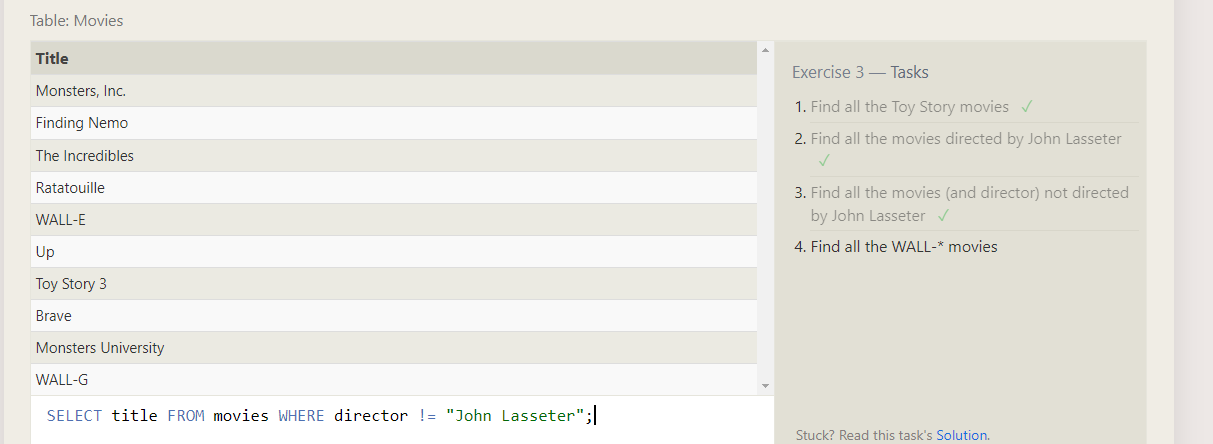 Table: Movies
Title
Monsters, Inc.
Finding Nemo
The Incredibles
Ratatouille
WALL-E
Up
Toy Story 3
Brave
Monsters University
WALL-G
SELECT title FROM movies WHERE director != "John Lasseter";
Exercise 3 — Tasks
1. Find all the Toy Story movies ✓
2. Find all the movies directed by John Lasseter
✓
3. Find all the movies (and director) not directed
by John Lasseter ✓
4. Find all the WALL-* movies
Stuck? Read this task's Solution.